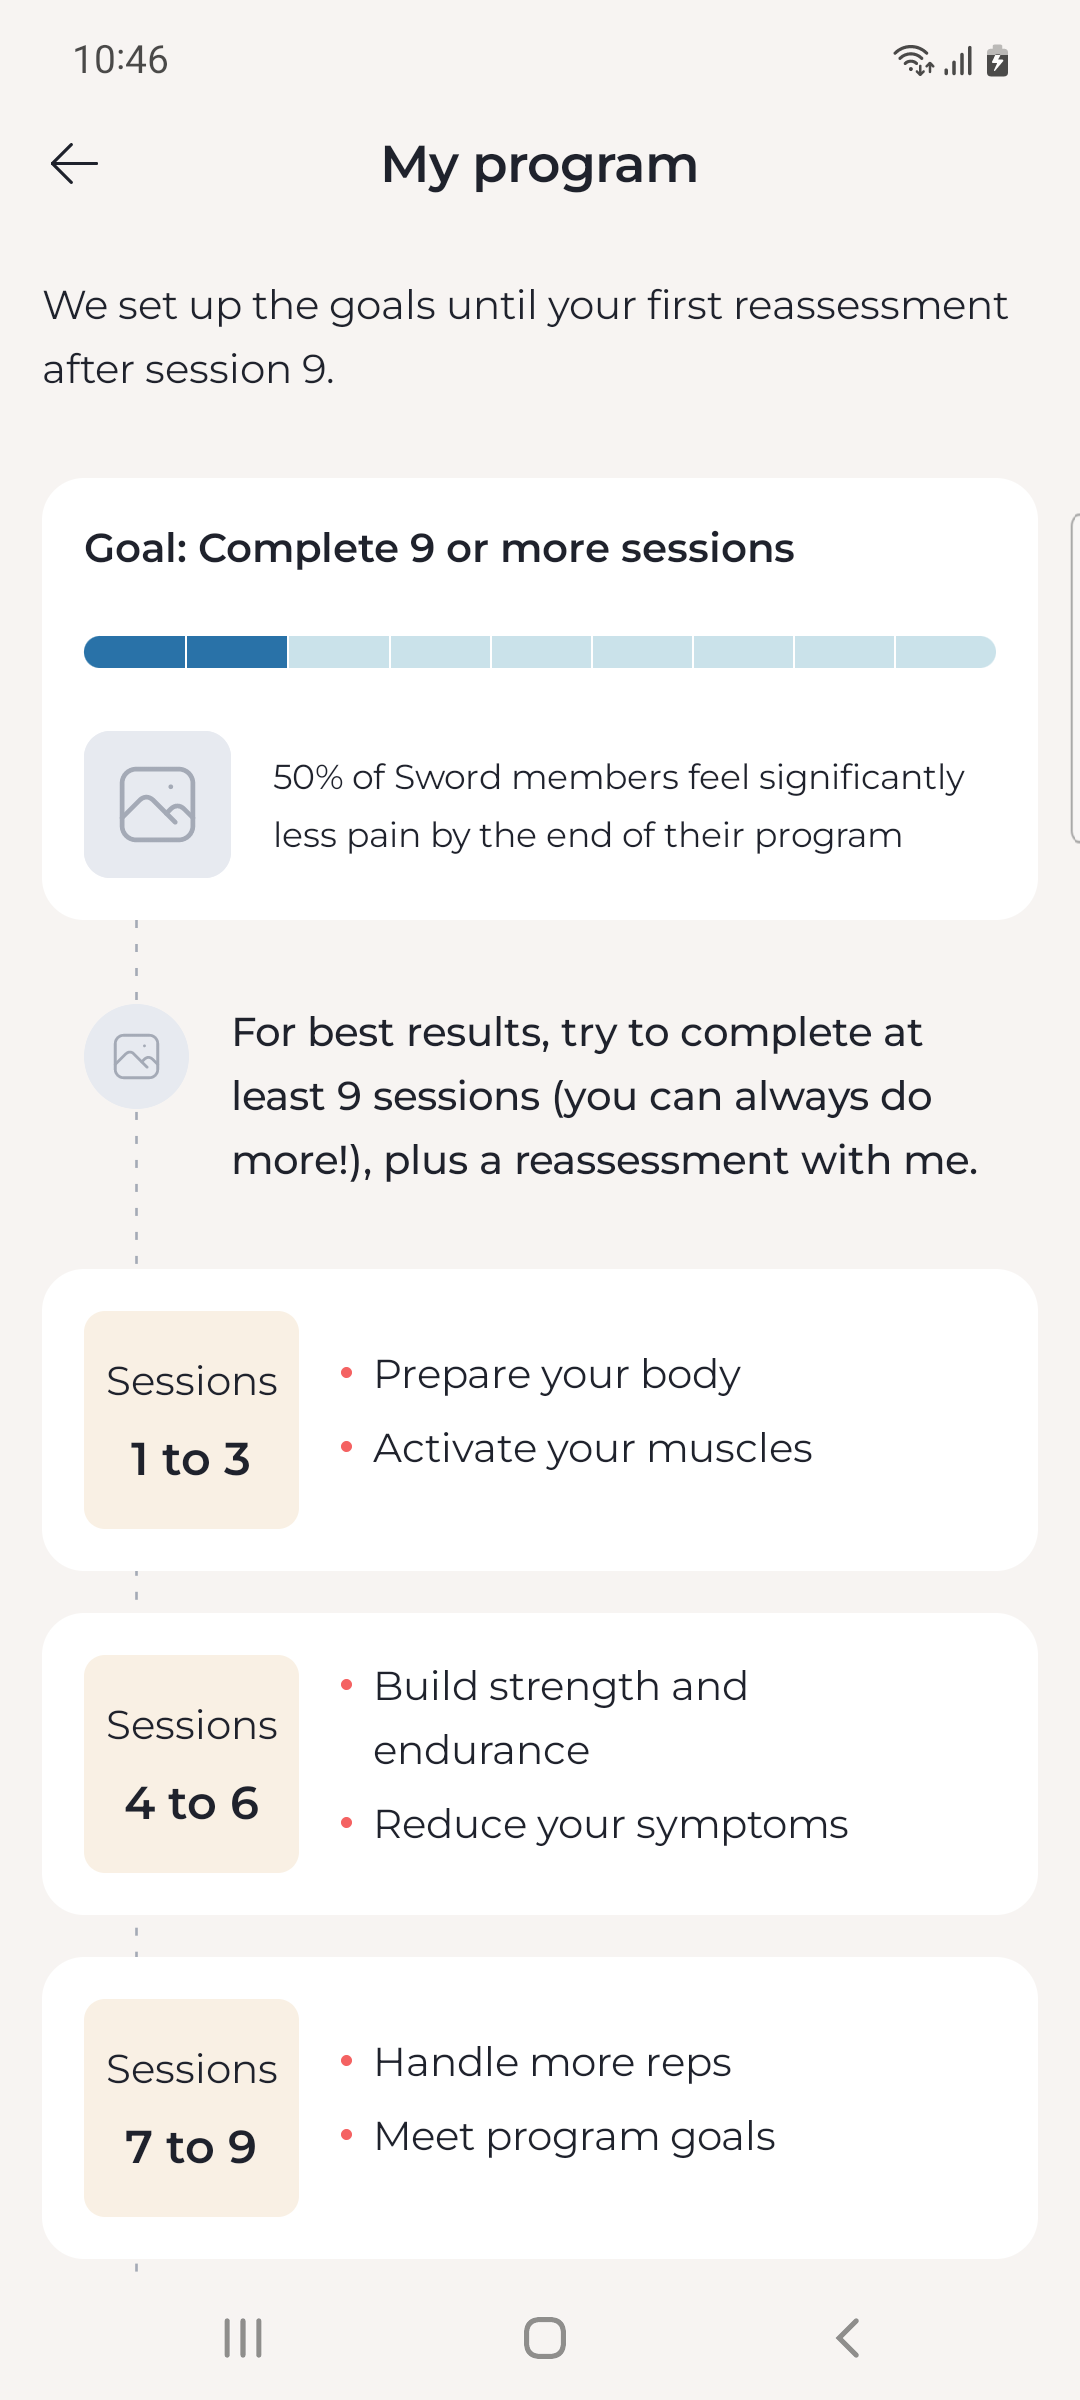 10:46
My program
We set up the goals until your first reassessment
after session 9.
Goal: Complete 9 or more sessions
50% of Sword members feel significantly
less pain by the end of their program
For best results, try to complete at
least 9 sessions (you can always do
more!), plus a reassessment with me.
Sessions
1 to 3
• Prepare your body
• Activate your muscles
Sessions
4 to 6
• Build strength and
endurance
• Reduce your symptoms
Sessions
7 to 9
• Handle more reps
• Meet program goals